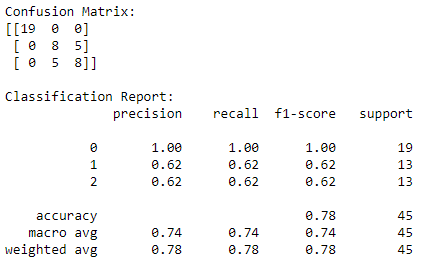 Confusion Matrix:
[[19  0  0]
 [ 0  8  5]
 [ 0  5  8]]
Classification Report:
              precision    recall  f1-score   support
           0       1.00      1.00      1.00        19
           1       0.62      0.62      0.62        13
           2       0.62      0.62      0.62        13
    accuracy                           0.78        45
   macro avg       0.74      0.74      0.74        45
weighted avg       0.78      0.78      0.78        45